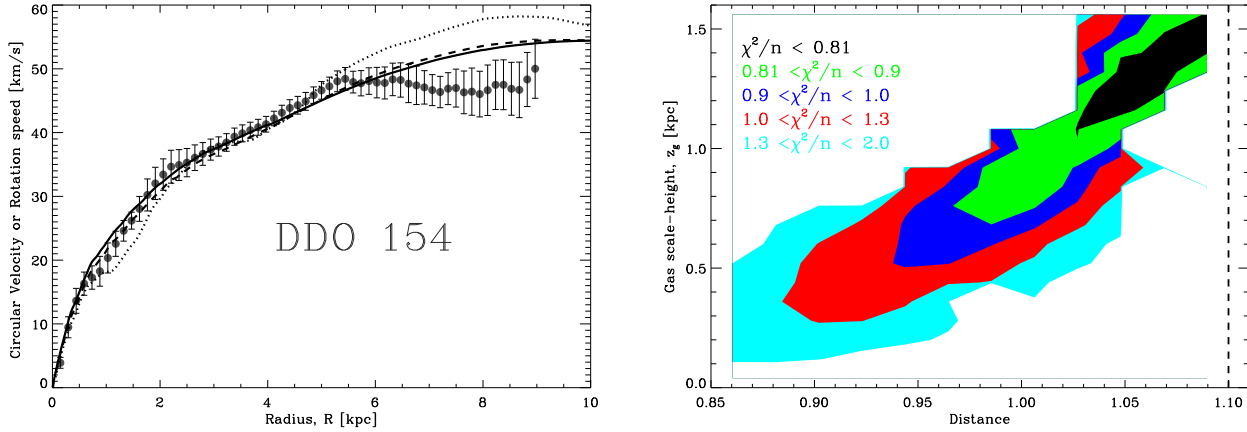 60
50
40
30
20
10
0
Circular Velocity or Rotation speed [km/s]
DDO 154
0 2 4 6 8 10
Radius, R [kpc]
1.5
1.0
0.5
0.0
Gas scale-height, z_g [kpc]
χ²/n < 0.81
0.81 <χ²/n < 0.9
0.9 <χ²/n < 1.0
1.0 <χ²/n < 1.3
1.3 <χ²/n < 2.0
0.85 0.90 0.95 1.00 1.05 1.10
Distance